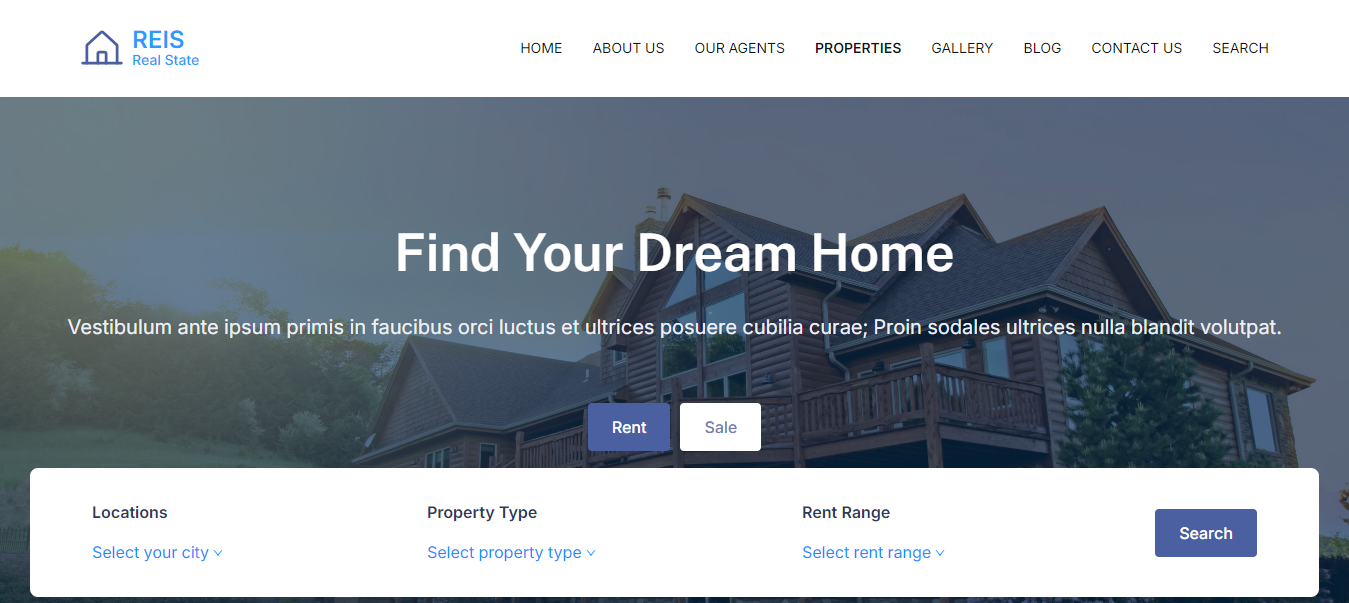 REIS
Real State
HOME ABOUT US OUR AGENTS PROPERTIES GALLERY BLOG CONTACT US SEARCH
Find Your Dream Home
Vestibulum ante ipsum primis in faucibus orci luctus et ultrices posuere cubilia curae; Proin sodales ultrices nulla blandit volutpat.
Rent Sale
Locations Property Type Rent Range
Search
Select your city Select property type Select rent range